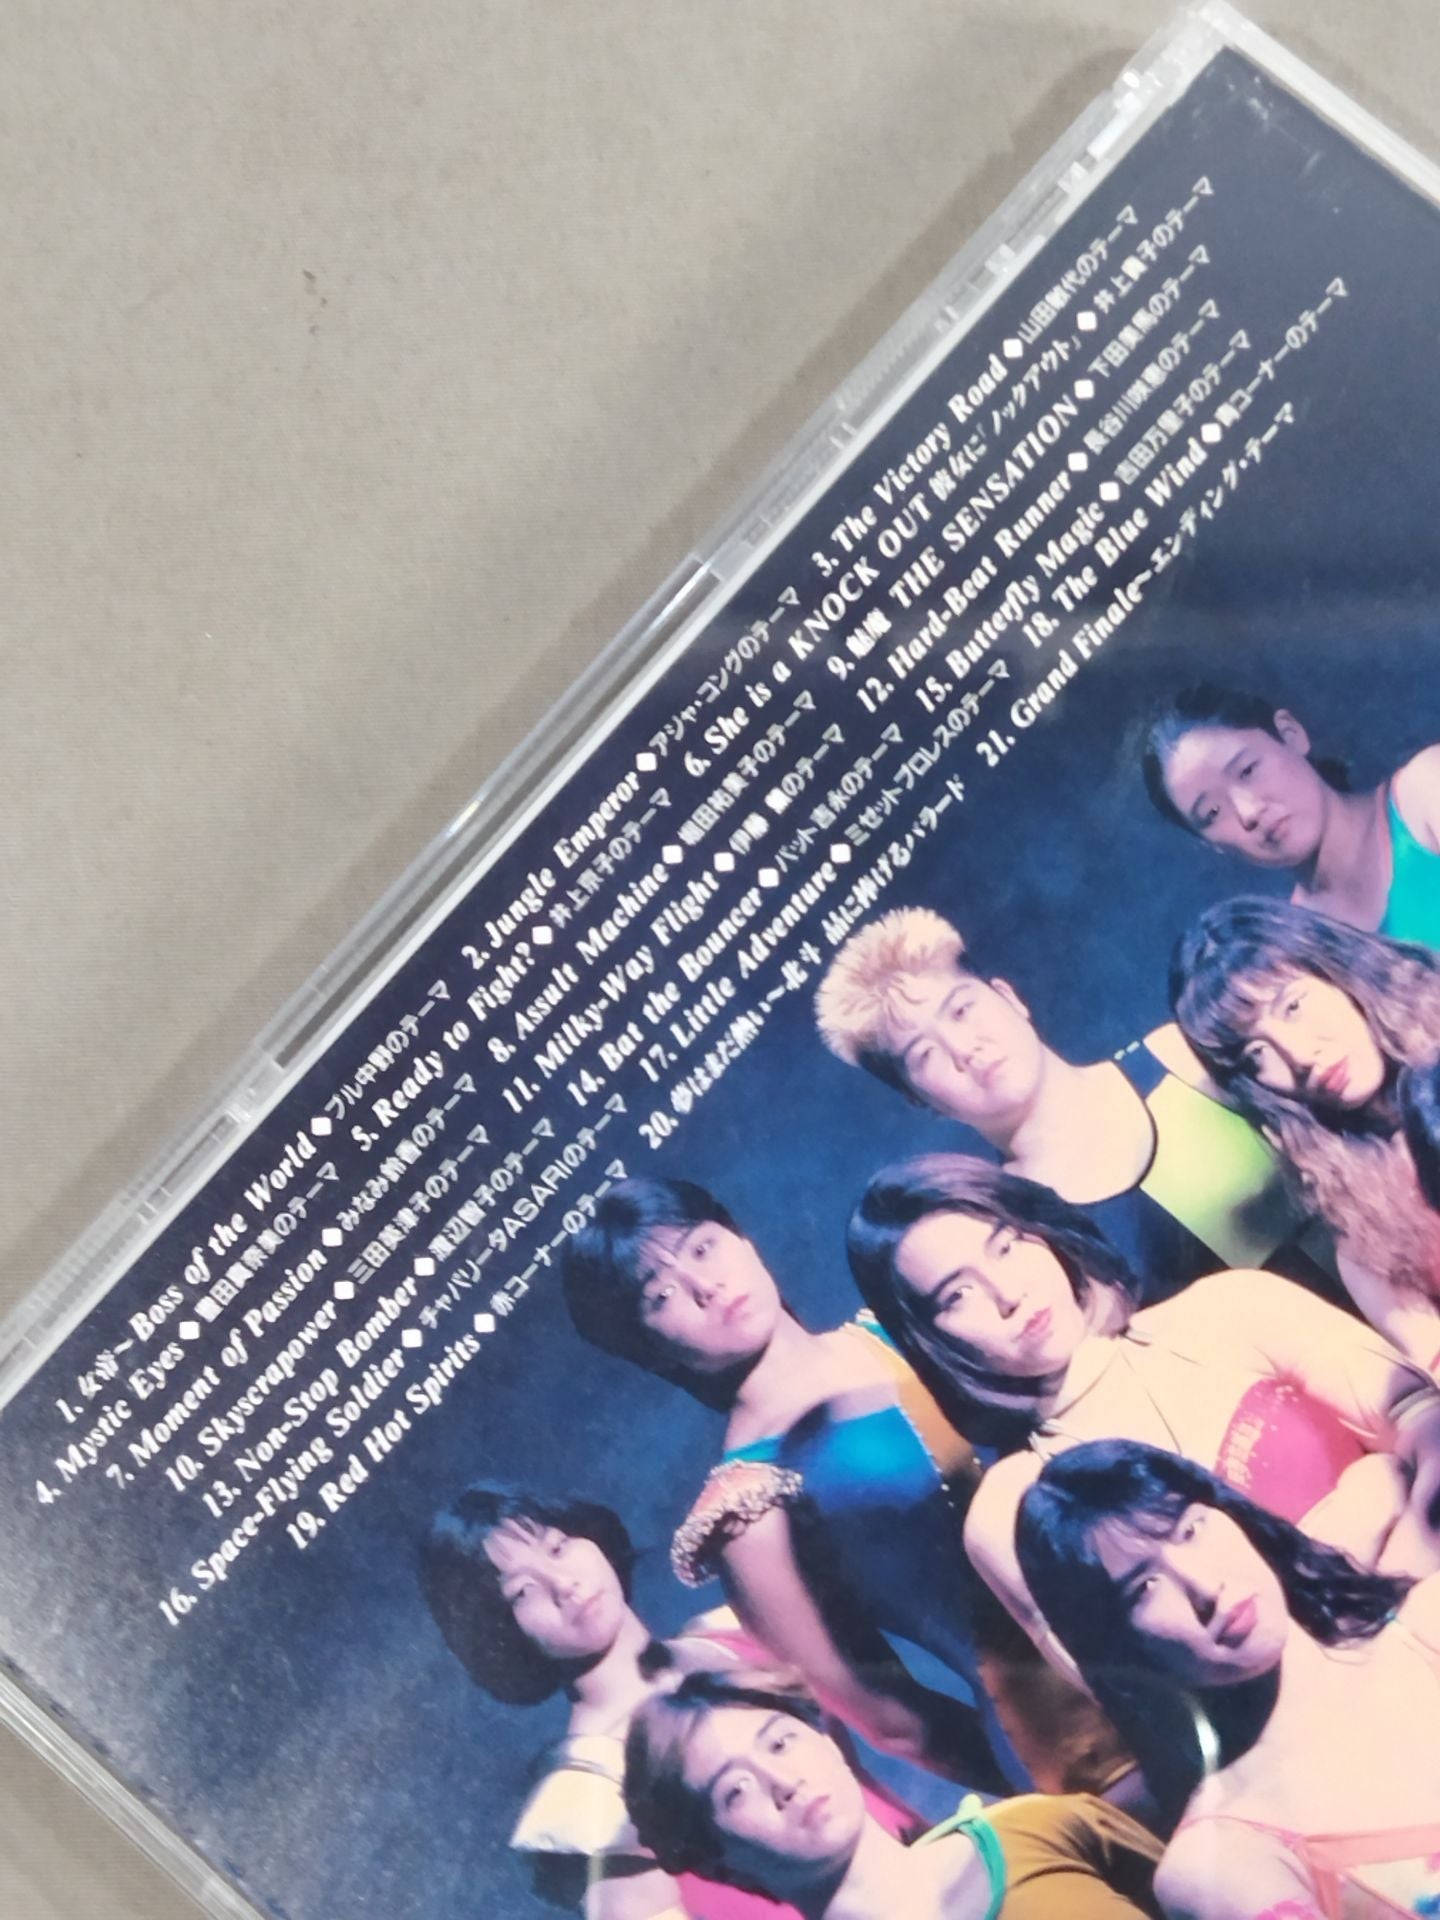 1. 女帝～Boss of the World◆ブル中野のテーマ 2. Jungle Emperor◆アジャ・コングのテーマ 3. The Victory Road◆山田敏代のテーマ
4. Mystic Eyes◆豊田真奈美のテーマ 5. Ready to Fight?◆井上京子のテーマ 6. She is a KNOCK OUT 彼女に「ノックアウト」◆井上貴子のテーマ
7. Moment of Passion◆みなみ鈴香のテーマ 8. Assult Machine◆堀田祐美子のテーマ 9. 魅魔 THE SENSATION◆下田美馬のテーマ
10. Skyscrapower◆三田英津子のテーマ 11. Milky-Way Flight◆伊藤 薫のテーマ 12. Hard-Beat Runner◆長谷川咲恵のテーマ
13. Non-Stop Bomber◆渡辺智子のテーマ 14. Bat the Bouncer◆バット吉永のテーマ 15. Butterfly Magic◆吉田万里子のテーマ
16. Space-Flying Soldier◆チャパリータASARIのテーマ 17. Little Adventure◆ミゼットプロレスのテーマ 18. The Blue Wind◆青コーナーのテーマ
19. Red Hot Spirits◆赤コーナーのテーマ 20. 夢はまだ熱い～北斗 晶に捧げるバラード 21. Grand Finale～エンディング・テーマ